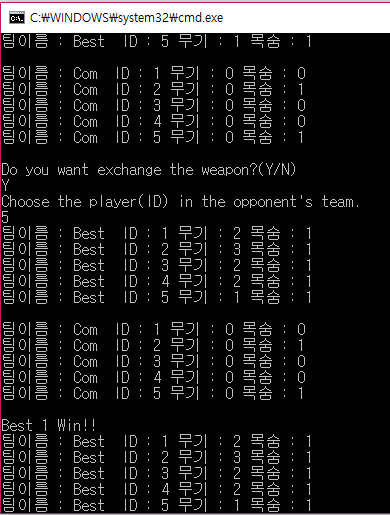 C:₩WINDOWS₩system32₩cmd.exe
팀이름 : Best ID : 5 무기 : 1 목숨 : 1
팀이름 : Com ID : 1 무기 : 0 목숨 : 0
팀이름 : Com ID : 2 무기 : 0 목숨 : 1
팀이름 : Com ID : 3 무기 : 0 목숨 : 0
팀이름 : Com ID : 4 무기 : 0 목숨 : 0
팀이름 : Com ID : 5 무기 : 0 목숨 : 1
Do you want exchange the weapon?(Y/N)
Y
Choose the player(ID) in the opponent's team.
5
팀이름 : Best ID : 1 무기 : 2 목숨 : 1
팀이름 : Best ID : 2 무기 : 3 목숨 : 1
팀이름 : Best ID : 3 무기 : 2 목숨 : 1
팀이름 : Best ID : 4 무기 : 2 목숨 : 1
팀이름 : Best ID : 5 무기 : 1 목숨 : 1
팀이름 : Com ID : 1 무기 : 0 목숨 : 0
팀이름 : Com ID : 2 무기 : 0 목숨 : 1
팀이름 : Com ID : 3 무기 : 0 목숨 : 0
팀이름 : Com ID : 4 무기 : 0 목숨 : 0
팀이름 : Com ID : 5 무기 : 0 목숨 : 1
Best 1 Win!!
팀이름 : Best ID : 1 무기 : 2 목숨 : 1
팀이름 : Best ID : 2 무기 : 3 목숨 : 1
팀이름 : Best ID : 3 무기 : 2 목숨 : 1
팀이름 : Best ID : 4 무기 : 2 목숨 : 1
팀이름 : Best ID : 5 무기 : 1 목숨 : 1